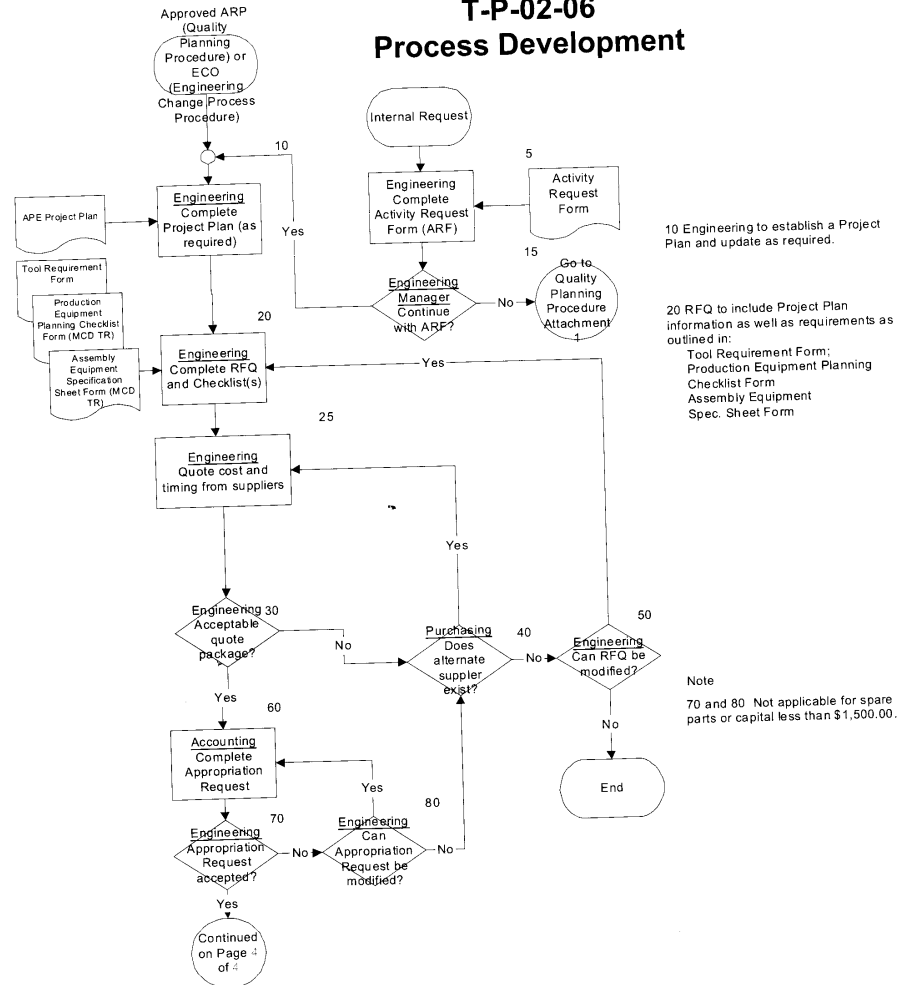 T-P-02-06
Process Development
Approved ARP
(Quality
Planning
Procedure) or
ECO
(Engineering
Change Process
Procedure)
Internal Request
10
5
Engineering
Complete
Project Plan (as
required)
APE Project Plan
Yes
Engineering
Complete
Activity Request
Form (ARF)
Activity
Request
Form
15
Engineering
Manager
Continue
with ARF?
No
Go to
Quality
Planning
Procedure
Attachment
1
10 Engineering to establish a Project
Plan and update as required.
Tool Requirement
Form
Production
Equipment
Planning Checklist
Form (MCD TR)
Assembly
Equipment
Specification
Sheet Form (MCD
TR)
20
Engineering
Complete RFQ
and Checklist(s)
Yes
20 RFQ to include Project Plan
information as well as requirements as
outlined in:
Tool Requirement Form;
Production Equipment Planning
Checklist Form
Assembly Equipment
Spec. Sheet Form
25
Engineering
Quote cost and
timing from suppliers
Yes
Engineering
Acceptable
quote
package?
30
No
Purchasing
Does
alternate
suppler
exist?
40
No
50
Engineering
Can RFQ be
modified?
No
End
Note
70 and 80 Not applicable for spare
parts or capital less than $1,500.00.
Yes
60
Accounting
Complete
Appropriation
Request
Yes
70
Engineering
Appropriation
Request
accepted?
No
80
Engineering
Can
Appropriation
Request be
modified?
No
Yes
Continued
on Page 4
of 4